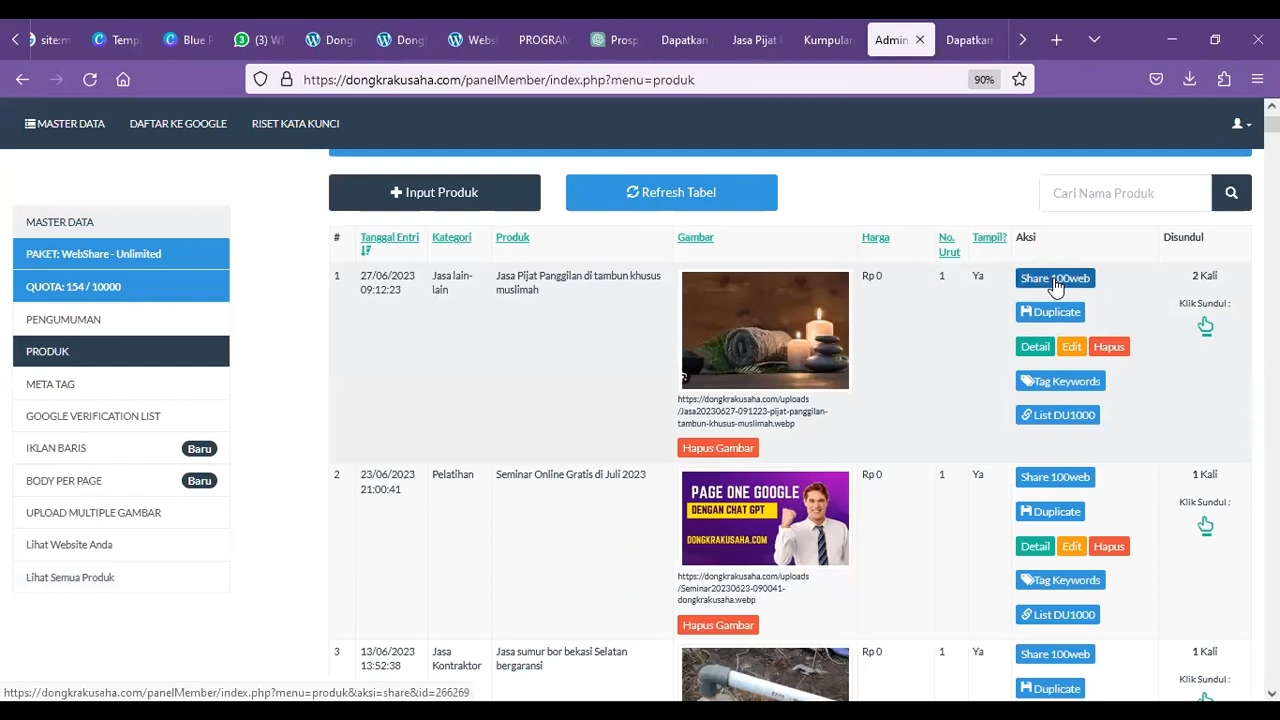 site:m
Temp
Blue R
(3) W
Dong
Dong
Webs
PROGRAM
Prosp
Dapatkan
Jasa Pijat
Kumpulan
Admin
Dapatkan
https://dongkrakusaha.com/panelMember/index.php?menu=produk
90%
MASTER DATA
DAFTAR KE GOOGLE
RISET KATA KUNCI
Input Produk
Refresh Tabel
Cari Nama Produk
MASTER DATA
PAKET: WebShare - Unlimited
QUOTA: 154 / 10000
PENGUMUMAN
PRODUK
META TAG
GOOGLE VERIFICATION LIST
IKLAN BARIS Baru
BODY PER PAGE Baru
UPLOAD MULTIPLE GAMBAR
Lihat Website Anda
Lihat Semua Produk
# Tanggal Entri Kategori Produk Gambar Harga No. Urut Tampil? Aksi Disundul
1 27/06/2023 09:12:23 Jasa lain-lain Jasa Pijat Panggilan di tambun khusus muslimah
https://dongkrakusaha.com/uploads
/Jasa20230627-091223-pijat-panggilan-
tambun-khusus-muslimah.webp
Hapus Gambar
Rp 0 1 Ya
Share 100web
Duplicate
Detail Edit Hapus
Tag Keywords
List DU1000
2 Kali
Klik Sundul :
2 23/06/2023 21:00:41 Pelatihan Seminar Online Gratis di Juli 2023
PAGE ONE GOOGLE
DENGAN CHAT GPT
DONGKRAKUSAHA.COM
https://dongkrakusaha.com/uploads
/Seminar20230623-090041-
dongkrakusaha.webp
Hapus Gambar
Rp 0 1 Ya
Share 100web
Duplicate
Detail Edit Hapus
Tag Keywords
List DU1000
1 Kali
Klik Sundul :
3 13/06/2023 13:52:38 Jasa Kontraktor Jasa sumur bor bekasi Selatan bergaransi
Rp 0 1 Ya
Share 100web
Duplicate
1 Kali
Klik Sundul :
https://dongkrakusaha.com/panelMember/index.php?menu=produk&aksi=share&id=266269